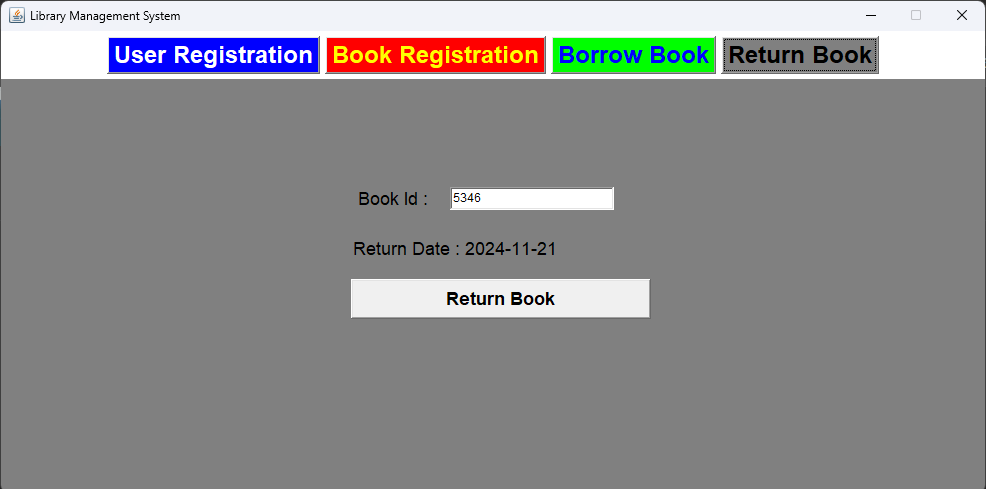 Library Management System
User Registration Book Registration Borrow Book Return Book
Book Id : 5346
Return Date : 2024-11-21
Return Book